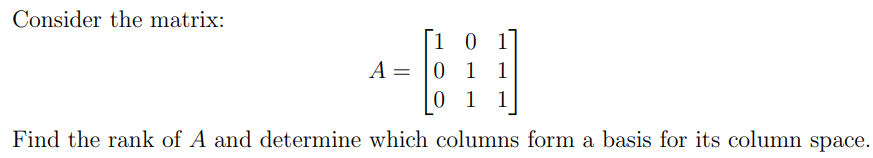 Consider the matrix:
A = [1 0 1
0 1 1
0 1 1]
Find the rank of A and determine which columns form a basis for its column space.